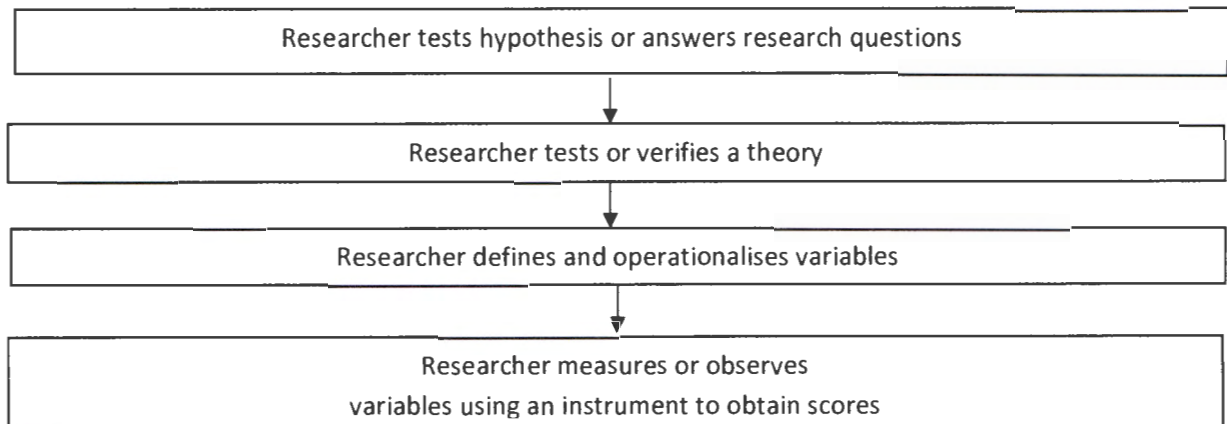 Researcher tests hypothesis or answers research questions
Researcher tests or verifies a theory
Researcher defines and operationalises variables
Researcher measures or observes
variables using an instrument to obtain scores